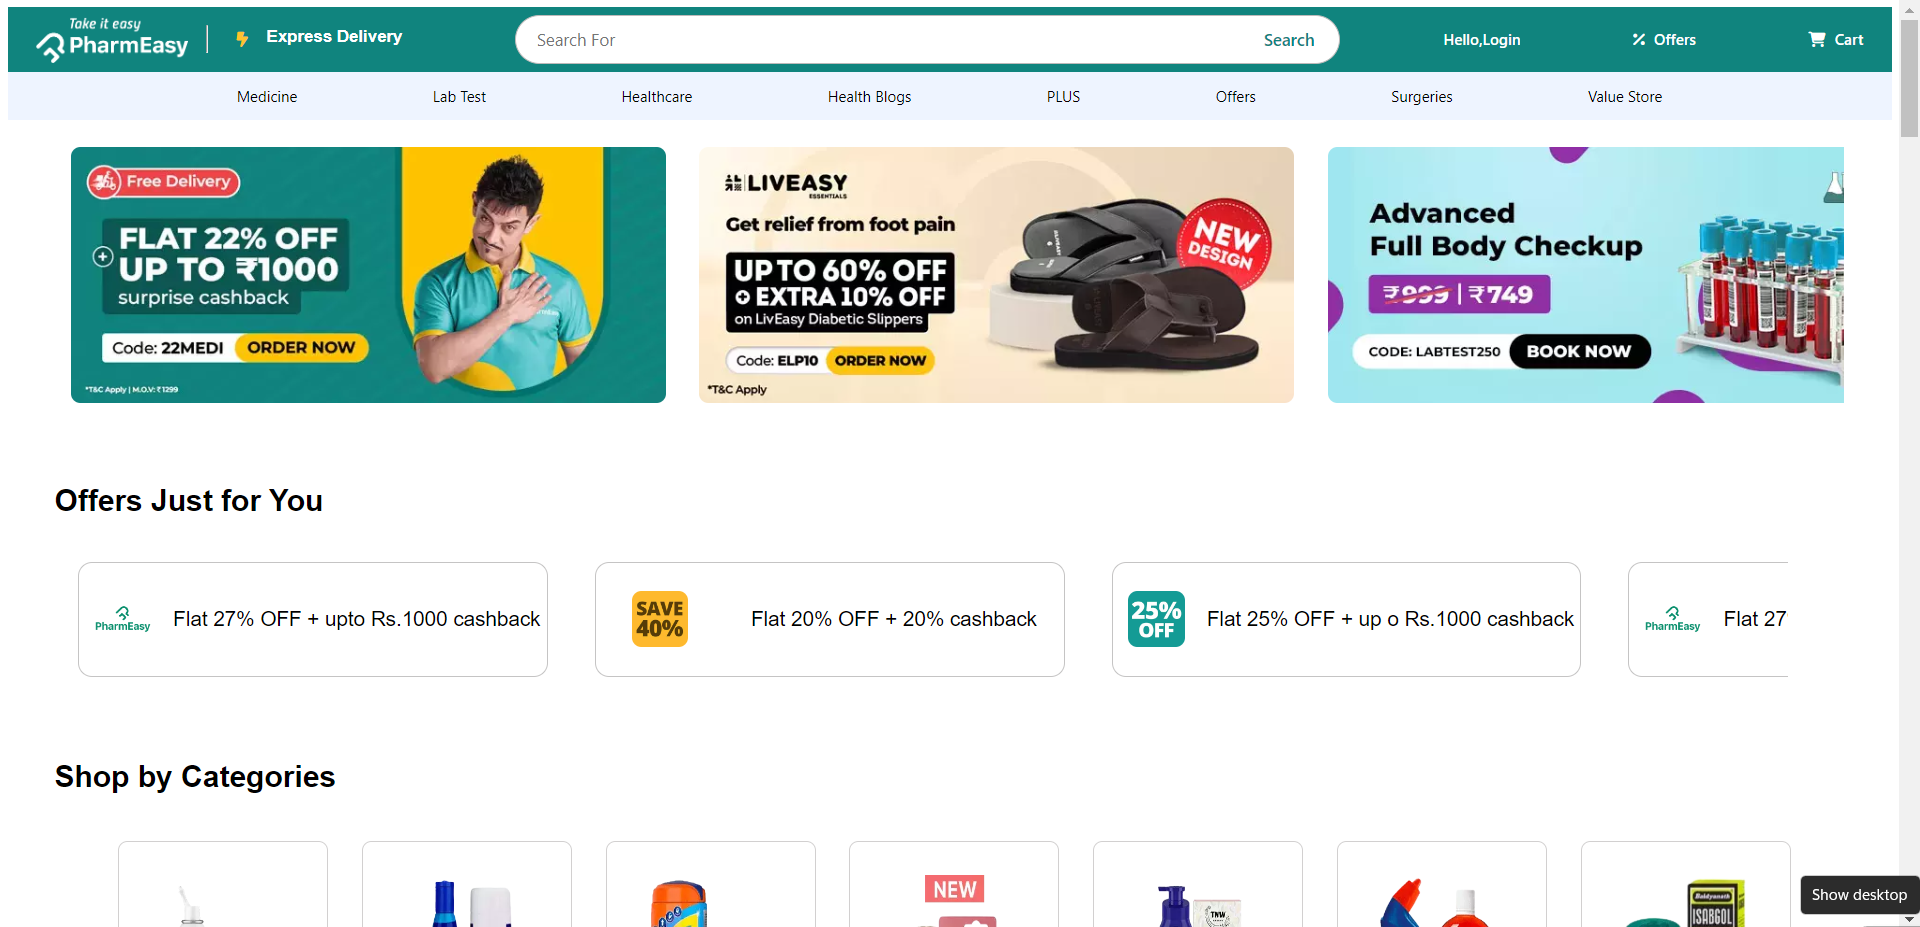 Take it easy
PharmEasy
Express Delivery
Search For
Search
Hello,Login
Offers
Cart
Medicine
Lab Test
Healthcare
Health Blogs
PLUS
Offers
Surgeries
Value Store
Free Delivery
FLAT 22% OFF
+ UP TO ₹1000
surprise cashback
Code: 22MEDI ORDER NOW
*T&C Apply | M.O.V: ₹1299
LIVEASY
ESSENTIALS
Get relief from foot pain
UP TO 60% OFF
+ EXTRA 10% OFF
on LivEasy Diabetic Slippers
Code: ELP10 ORDER NOW
*T&C Apply
NEW
DESIGN
Advanced
Full Body Checkup
₹999 | ₹749
CODE: LABTEST250 BOOK NOW
Offers Just for You
PharmEasy
Flat 27% OFF + upto Rs.1000 cashback
SAVE
40%
Flat 20% OFF + 20% cashback
25%
OFF
Flat 25% OFF + up o Rs.1000 cashback
PharmEasy
Flat 27
Shop by Categories
NEW
TNW
Baidyanath
ISABGOL
Show desktop